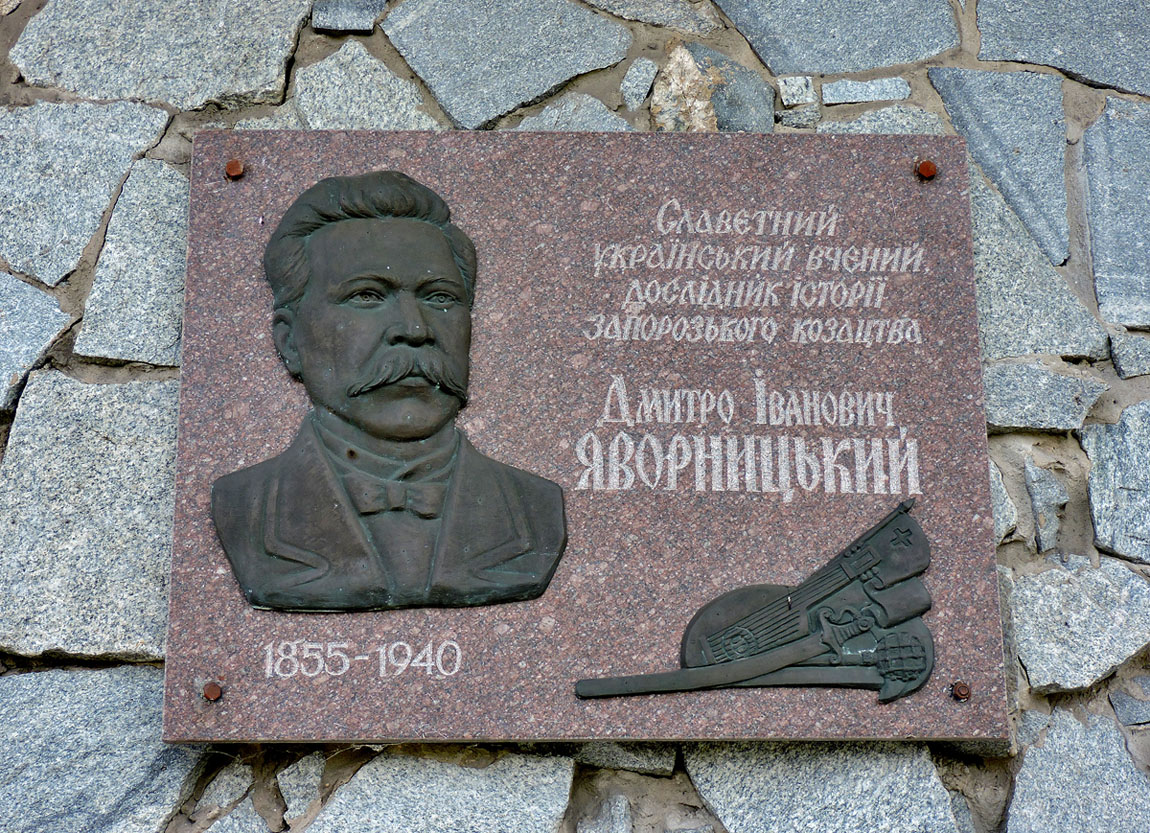 Славетний
український вчений,
дослідник історії
запорозького козацтва
Дмитро Іванович
ЯВОРНИЦЬКИЙ
1855-1940